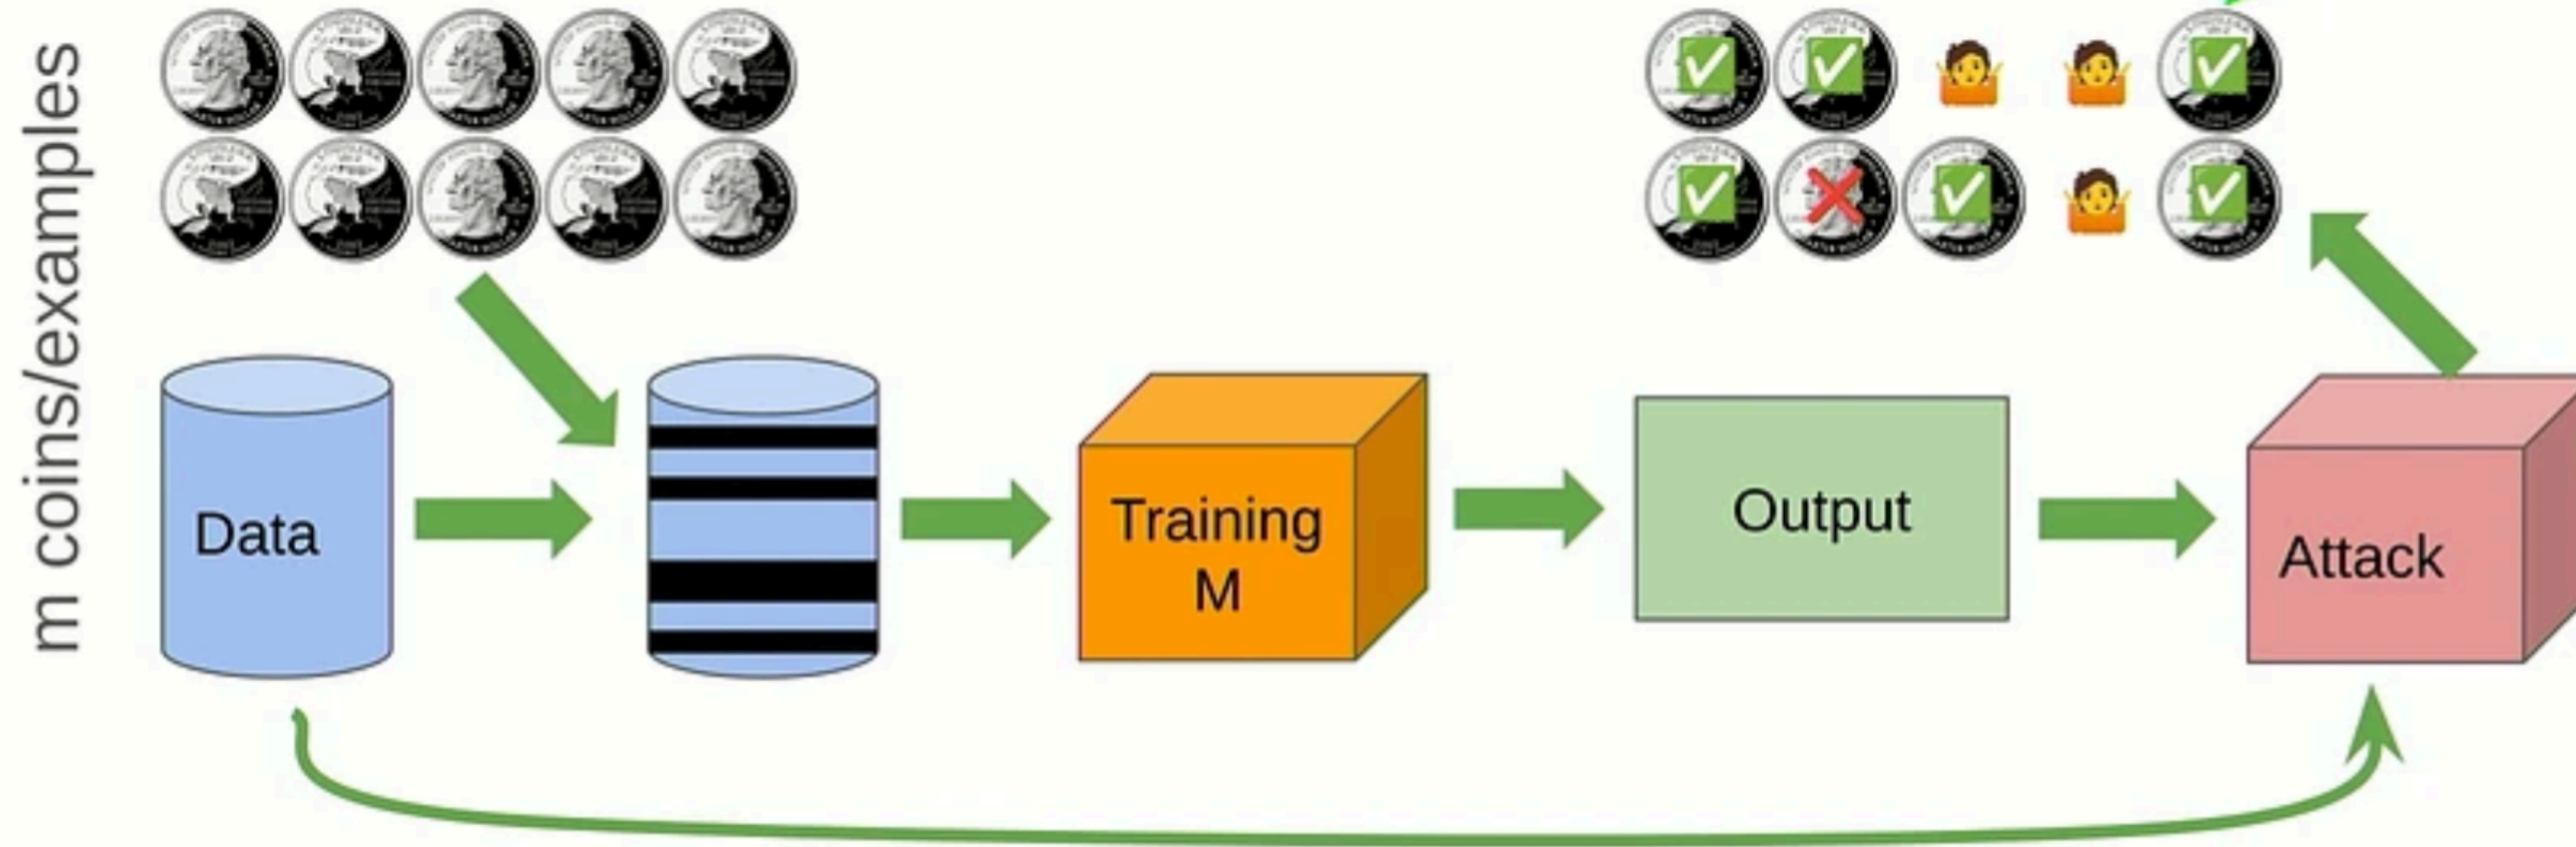 m coins/examples
Data
Training
M
Output
Attack